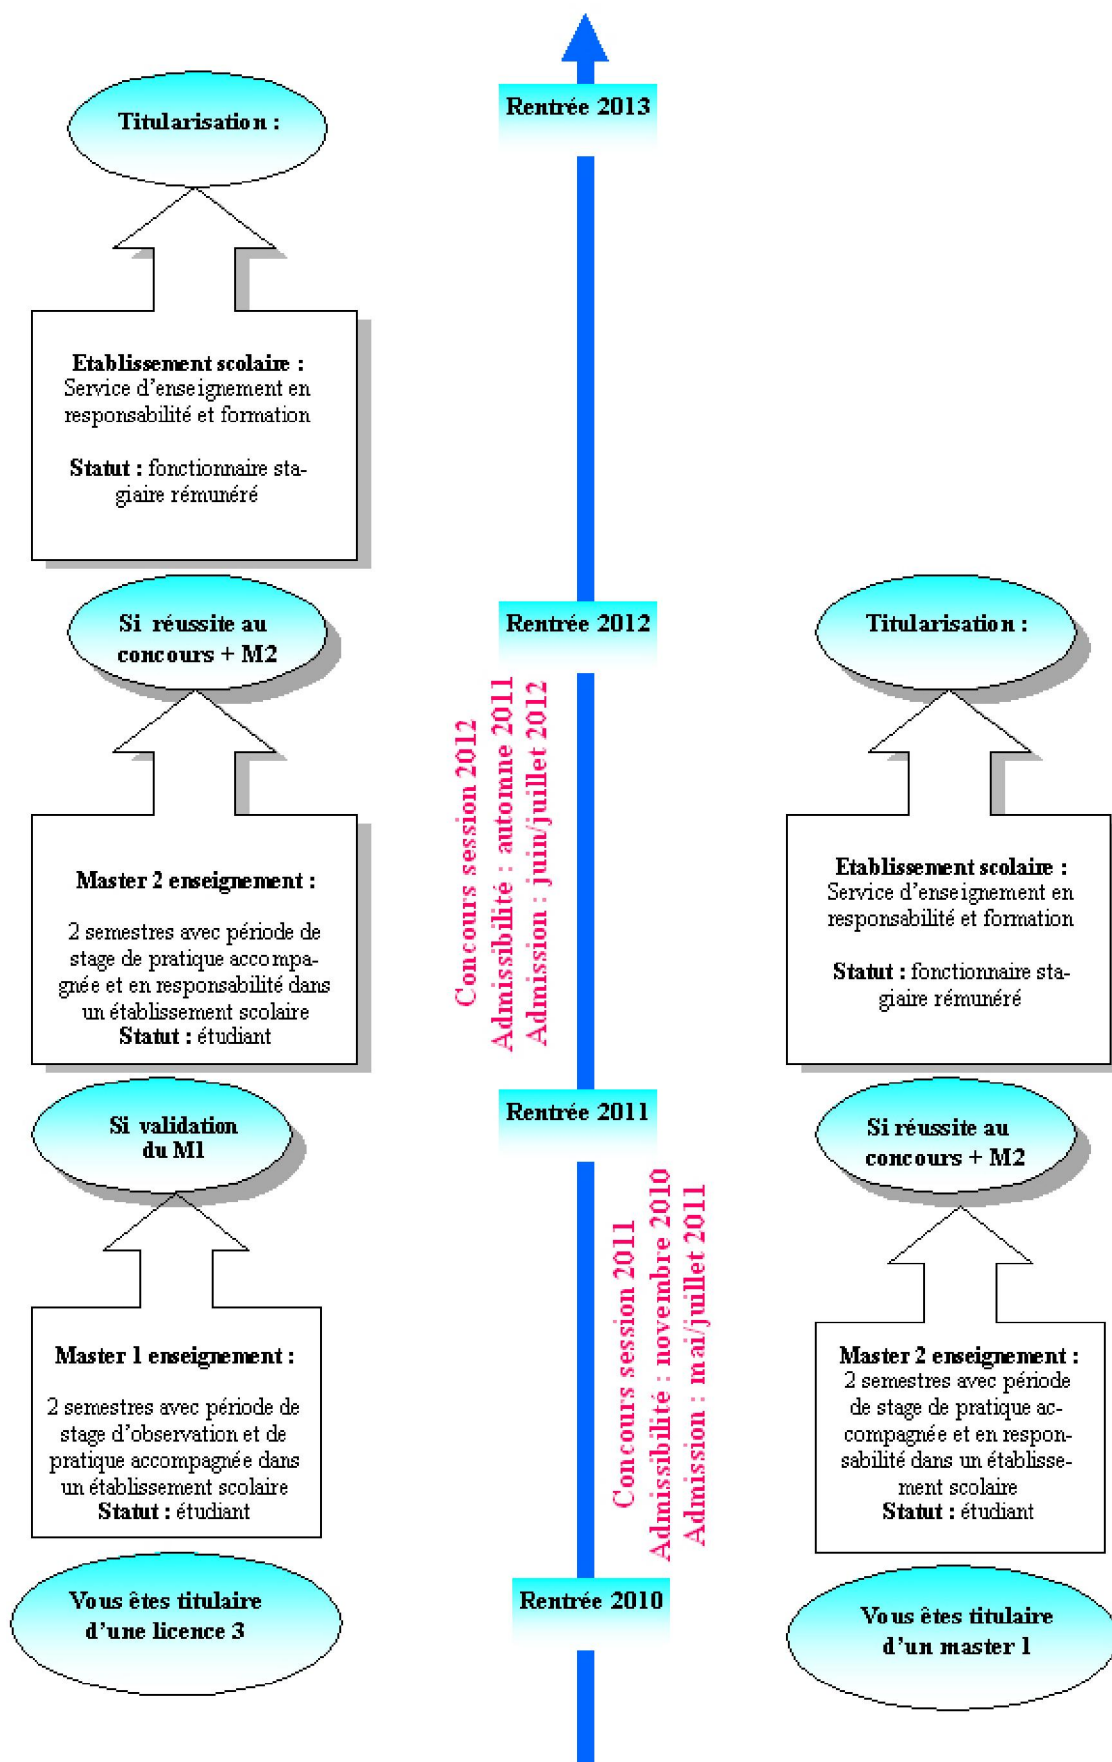 Rentrée 2013
Titularisation :
Etablissement scolaire :
Service d'enseignement en
responsabilité et formation
Statut : fonctionnaire sta-
giaire rémunéré
Si réussite au
concours + M2
Rentrée 2012
Titularisation :
Concours session 2012
Admissibilité : automne 2011
Admission : juin/juillet 2012
Master 2 enseignement :
2 semestres avec période de
stage de pratique accompa-
gnée et en responsabilité dans
un établissement scolaire
Statut : étudiant
Etablissement scolaire :
Service d'enseignement en
responsabilité et formation
Statut : fonctionnaire sta-
giaire rémunéré
Si validation
du M1
Rentrée 2011
Si réussite au
concours + M2
Concours session 2011
Admissibilité : novembre 2010
Admission : mai/juillet 2011
Master 1 enseignement :
2 semestres avec période de
stage d'observation et de
pratique accompagnée dans
un établissement scolaire
Statut : étudiant
Master 2 enseignement :
2 semestres avec période
de stage de pratique ac-
compagnée et en respon-
sabilité dans un établisse-
ment scolaire
Statut : étudiant
Vous êtes titulaire
d'une licence 3
Rentrée 2010
Vous êtes titulaire
d'un master 1